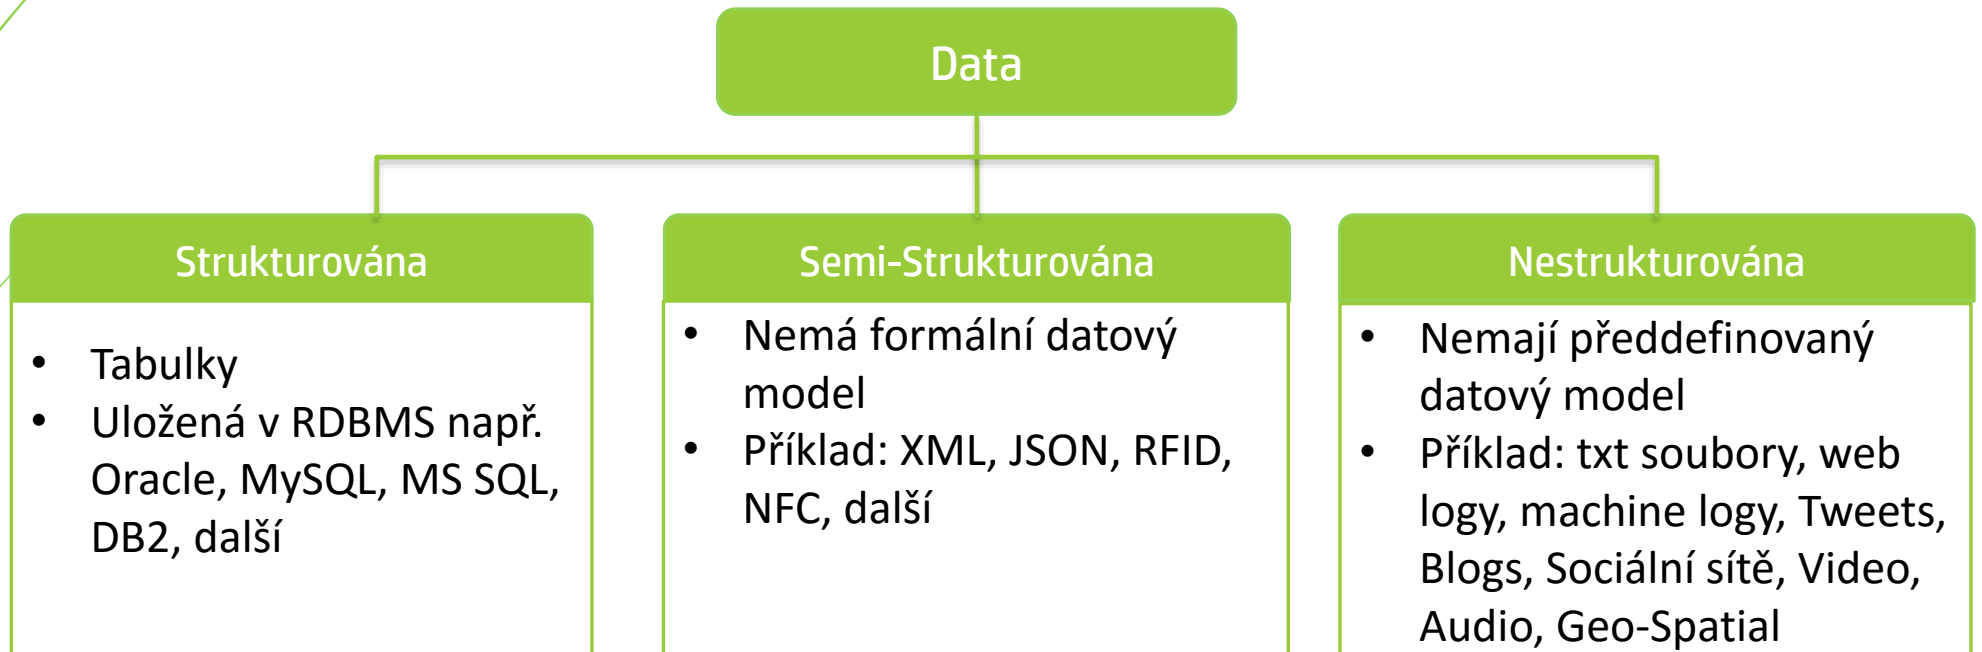 Data
Strukturována
• Tabulky
• Uložená v RDBMS např.
Oracle, MySQL, MS SQL,
DB2, další
Semi-Strukturována
• Nemá formální datový
model
• Příklad: XML, JSON, RFID,
NFC, další
Nestrukturována
• Nemají předdefinovaný
datový model
• Příklad: txt soubory, web
logy, machine logy, Tweets,
Blogs, Sociální sítě, Video,
Audio, Geo-Spatial